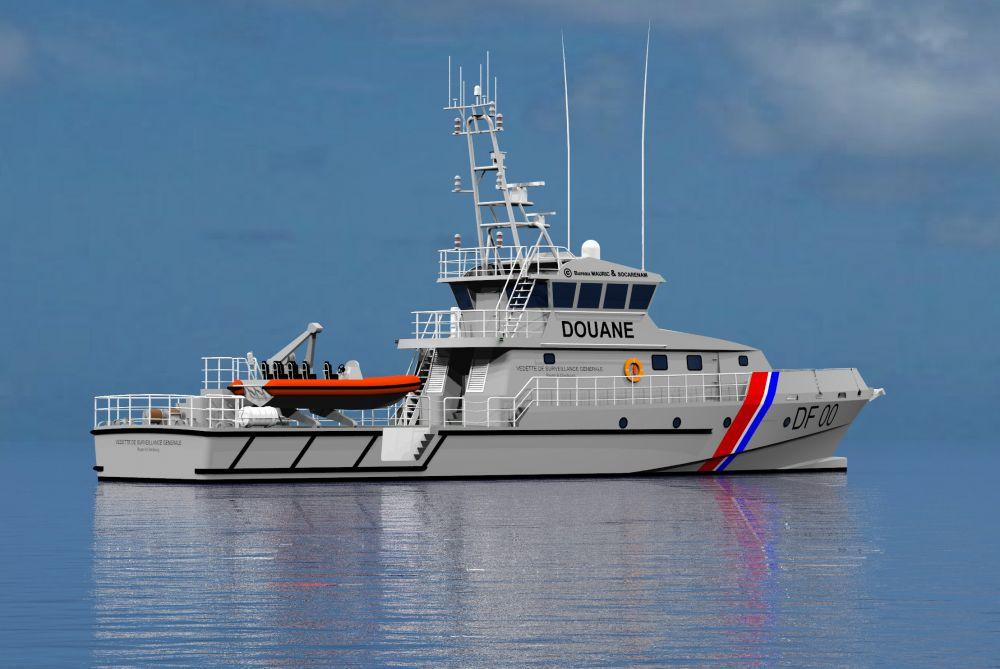 © Bureau MAURIC & SOCARENAM
DOUANE
VEDETTE DE SURVEILLANCE GENERALE
DF 00
VEDETTE DE SURVEILLANCE GENERALE